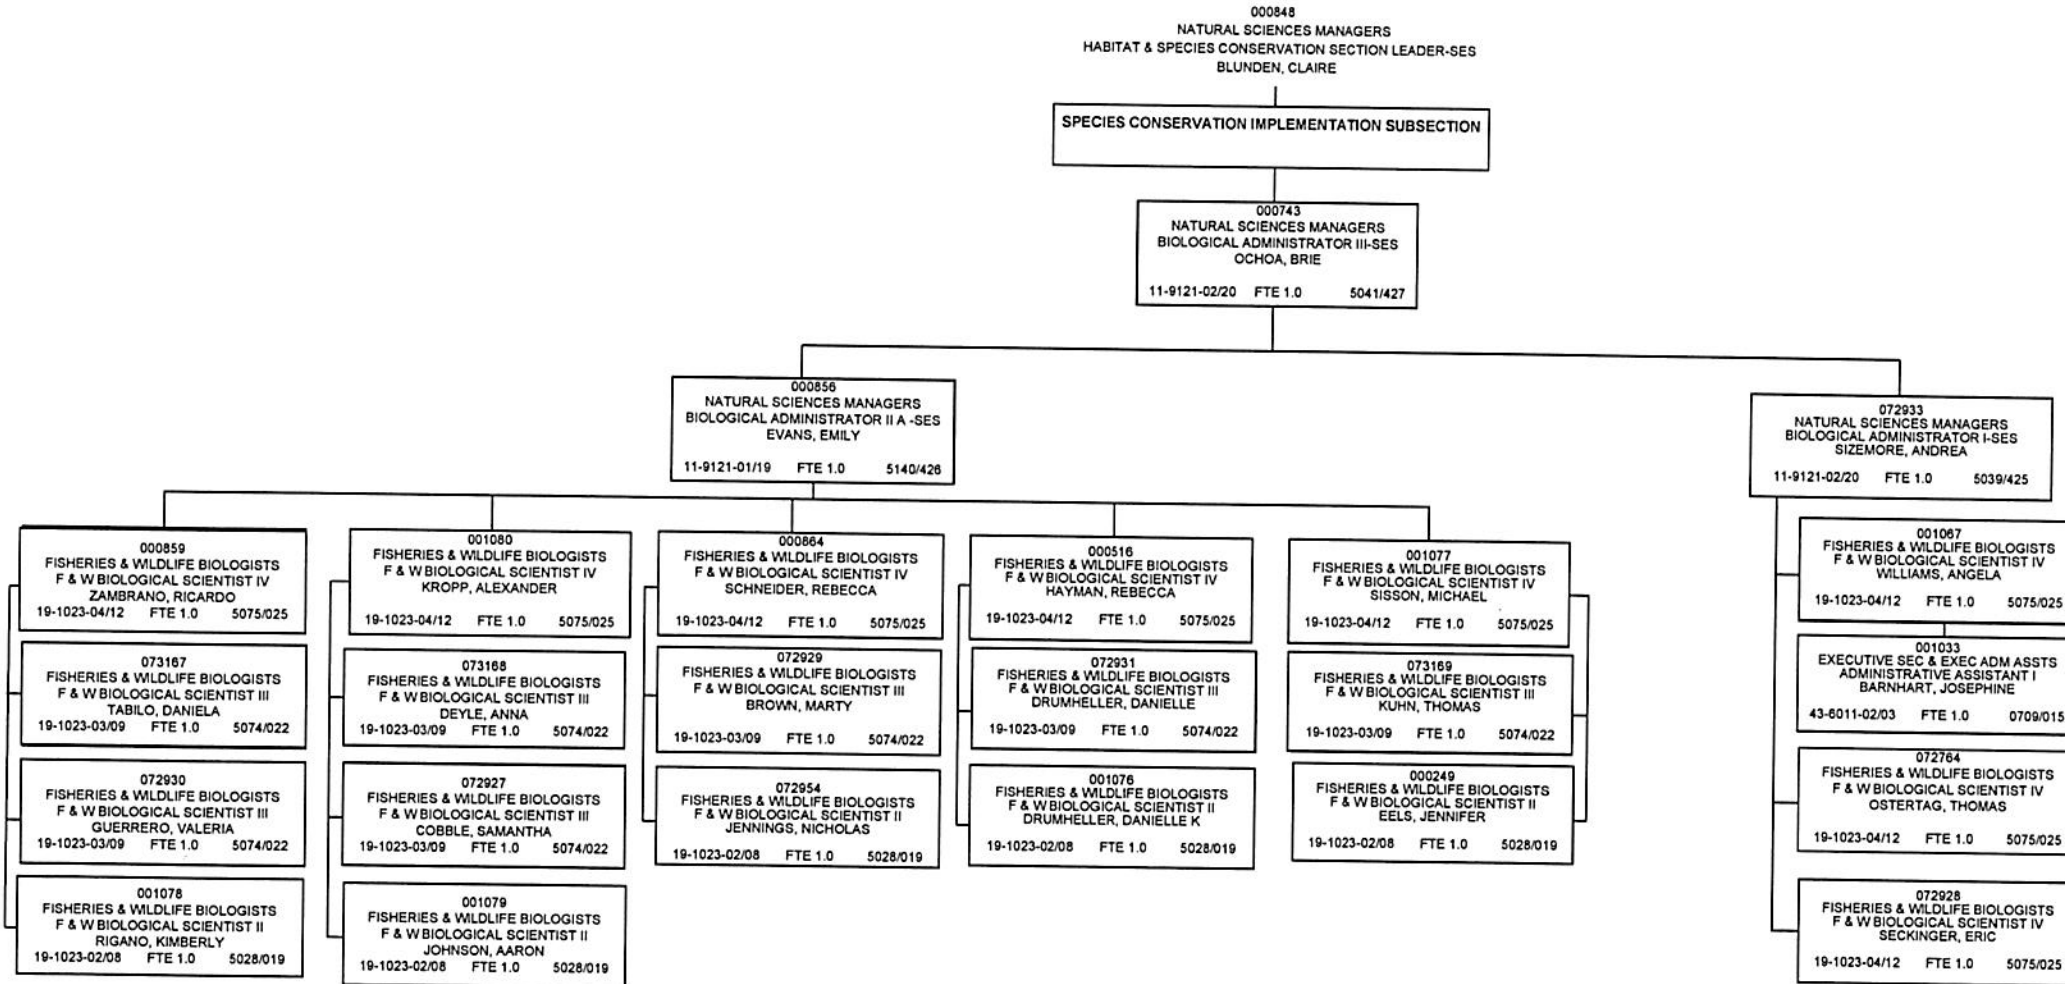 000848
NATURAL SCIENCES MANAGERS
HABITAT & SPECIES CONSERVATION SECTION LEADER-SES
BLUNDEN, CLAIRE
SPECIES CONSERVATION IMPLEMENTATION SUBSECTION
000743
NATURAL SCIENCES MANAGERS
BIOLOGICAL ADMINISTRATOR III-SES
OCHOA, BRIE
11-9121-02/20 FTE 1.0 5041/427
000856
NATURAL SCIENCES MANAGERS
BIOLOGICAL ADMINISTRATOR II A -SES
EVANS, EMILY
11-9121-01/19 FTE 1.0 5140/426
072933
NATURAL SCIENCES MANAGERS
BIOLOGICAL ADMINISTRATOR I-SES
SIZEMORE, ANDREA
11-9121-02/20 FTE 1.0 5039/425
000859
FISHERIES & WILDLIFE BIOLOGISTS
F & W BIOLOGICAL SCIENTIST IV
ZAMBRANO, RICARDO
19-1023-04/12 FTE 1.0 5075/025
073167
FISHERIES & WILDLIFE BIOLOGISTS
F & W BIOLOGICAL SCIENTIST III
TABILO, DANIELA
19-1023-03/09 FTE 1.0 5074/022
072930
FISHERIES & WILDLIFE BIOLOGISTS
F & W BIOLOGICAL SCIENTIST III
GUERRERO, VALERIA
19-1023-03/09 FTE 1.0 5074/022
001078
FISHERIES & WILDLIFE BIOLOGISTS
F & W BIOLOGICAL SCIENTIST II
RIGANO, KIMBERLY
19-1023-02/08 FTE 1.0 5028/019
001080
FISHERIES & WILDLIFE BIOLOGISTS
F & W BIOLOGICAL SCIENTIST IV
KROPP, ALEXANDER
19-1023-04/12 FTE 1.0 5075/025
073168
FISHERIES & WILDLIFE BIOLOGISTS
F & W BIOLOGICAL SCIENTIST III
DEYLE, ANNA
19-1023-03/09 FTE 1.0 5074/022
072927
FISHERIES & WILDLIFE BIOLOGISTS
F & W BIOLOGICAL SCIENTIST III
COBBLE, SAMANTHA
19-1023-03/09 FTE 1.0 5074/022
001079
FISHERIES & WILDLIFE BIOLOGISTS
F & W BIOLOGICAL SCIENTIST II
JOHNSON, AARON
19-1023-02/08 FTE 1.0 5028/019
000864
FISHERIES & WILDLIFE BIOLOGISTS
F & W BIOLOGICAL SCIENTIST IV
SCHNEIDER, REBECCA
19-1023-04/12 FTE 1.0 5075/025
072929
FISHERIES & WILDLIFE BIOLOGISTS
F & W BIOLOGICAL SCIENTIST III
BROWN, MARTY
19-1023-03/09 FTE 1.0 5074/022
072954
FISHERIES & WILDLIFE BIOLOGISTS
F & W BIOLOGICAL SCIENTIST II
JENNINGS, NICHOLAS
19-1023-02/08 FTE 1.0 5028/019
000516
FISHERIES & WILDLIFE BIOLOGISTS
F & W BIOLOGICAL SCIENTIST IV
HAYMAN, REBECCA
19-1023-04/12 FTE 1.0 5075/025
072931
FISHERIES & WILDLIFE BIOLOGISTS
F & W BIOLOGICAL SCIENTIST III
DRUMHELLER, DANIELLE
19-1023-03/09 FTE 1.0 5074/022
001076
FISHERIES & WILDLIFE BIOLOGISTS
F & W BIOLOGICAL SCIENTIST II
DRUMHELLER, DANIELLE K
19-1023-02/08 FTE 1.0 5028/019
001077
FISHERIES & WILDLIFE BIOLOGISTS
F & W BIOLOGICAL SCIENTIST IV
SISSON, MICHAEL
19-1023-04/12 FTE 1.0 5075/025
073169
FISHERIES & WILDLIFE BIOLOGISTS
F & W BIOLOGICAL SCIENTIST III
KUHN, THOMAS
19-1023-03/09 FTE 1.0 5074/022
000249
FISHERIES & WILDLIFE BIOLOGISTS
F & W BIOLOGICAL SCIENTIST II
EELS, JENNIFER
19-1023-02/08 FTE 1.0 5028/019
001067
FISHERIES & WILDLIFE BIOLOGISTS
F & W BIOLOGICAL SCIENTIST IV
WILLIAMS, ANGELA
19-1023-04/12 FTE 1.0 5075/025
001033
EXECUTIVE SEC & EXEC ADM ASSTS
ADMINISTRATIVE ASSISTANT I
BARNHART, JOSEPHINE
43-6011-02/03 FTE 1.0 0709/015
072764
FISHERIES & WILDLIFE BIOLOGISTS
F & W BIOLOGICAL SCIENTIST IV
OSTERTAG, THOMAS
19-1023-04/12 FTE 1.0 5075/025
072928
FISHERIES & WILDLIFE BIOLOGISTS
F & W BIOLOGICAL SCIENTIST IV
SECKINGER, ERIC
19-1023-04/12 FTE 1.0 5075/025